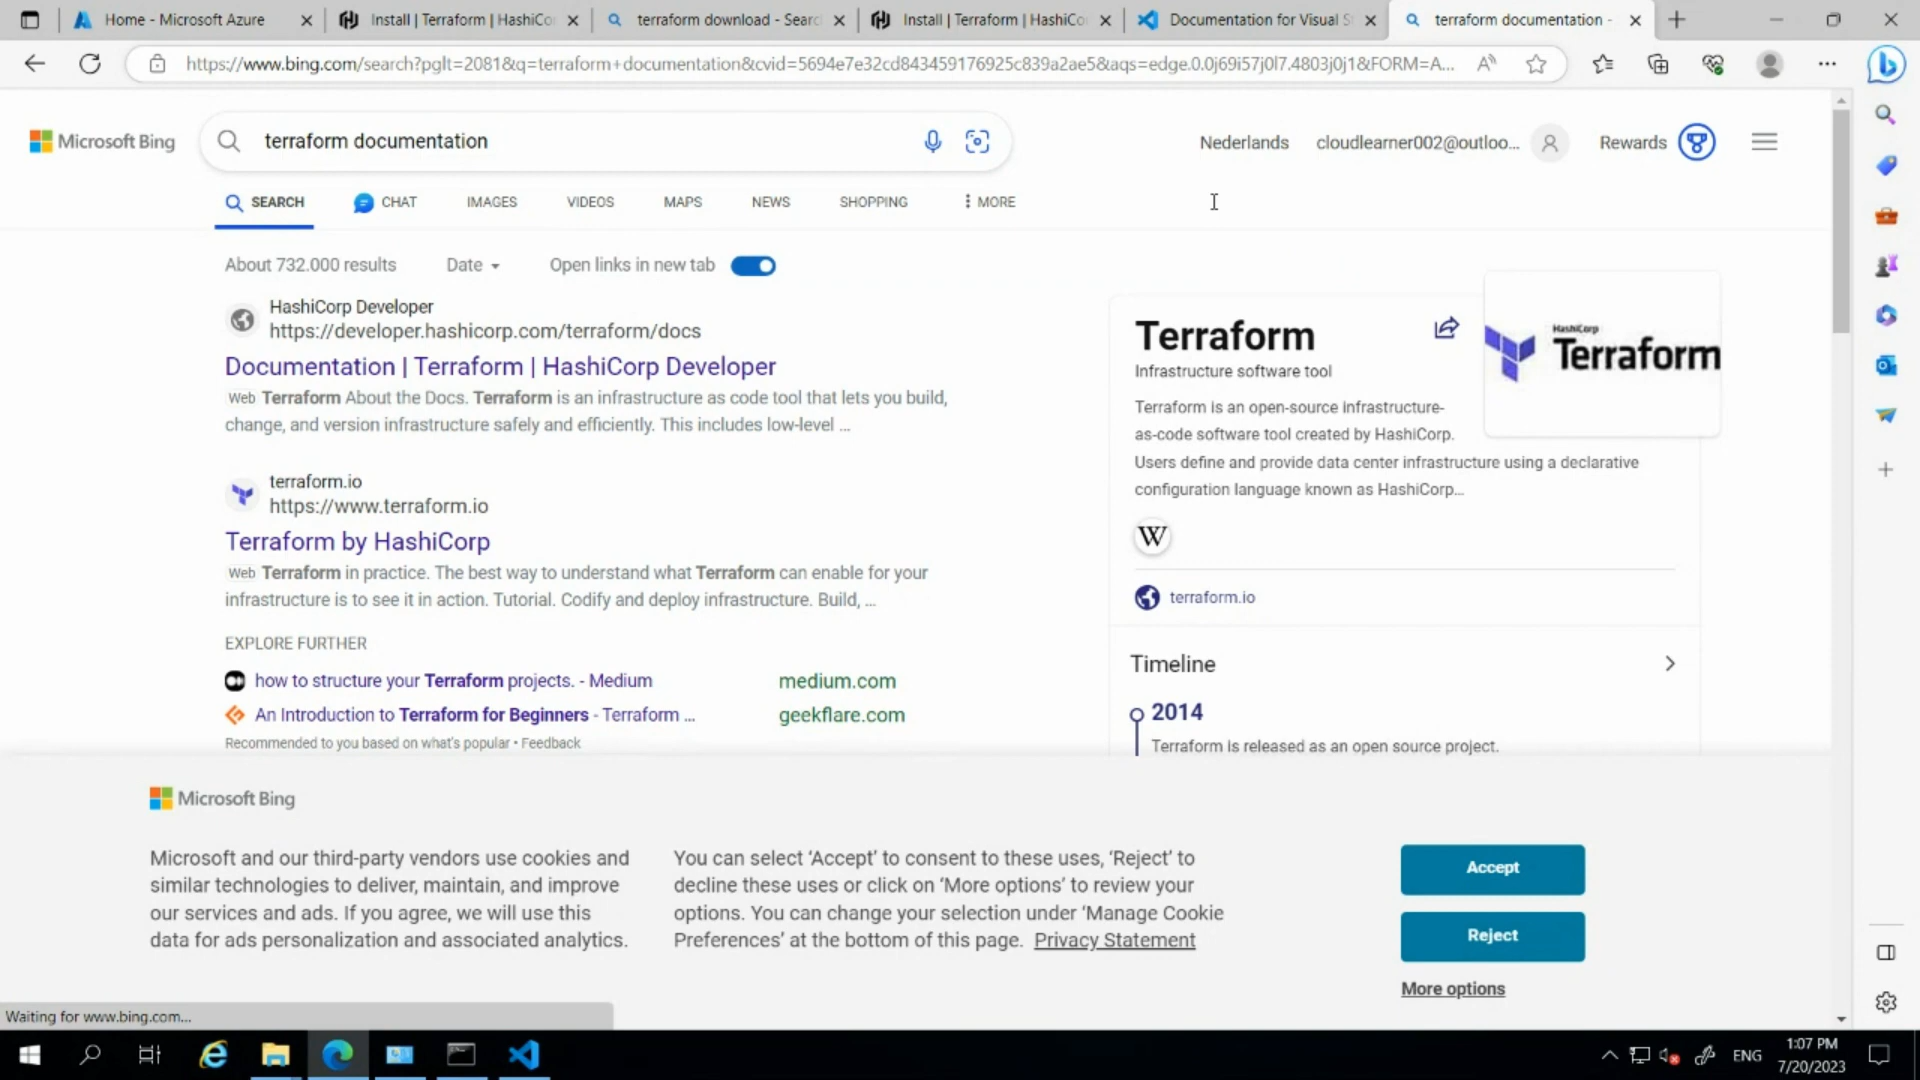 Home - Microsoft Azure
Install | Terraform | HashiCo
terraform download - Searc
Install | Terraform | HashiCo
Documentation for Visual S
terraform documentation -
https://www.bing.com/search?pglt=2081&q=terraform+documentation&cvid=5694e7e32cd843459176925c839a2ae5&aqs=edge.0.0j69i57j0l7.4803j0j1&FORM=A...
Microsoft Bing
terraform documentation
Nederlands
cloudlearner002@outloo...
Rewards
SEARCH
CHAT
IMAGES
VIDEOS
MAPS
NEWS
SHOPPING
MORE
About 732.000 results
Date
Open links in new tab
HashiCorp Developer
https://developer.hashicorp.com/terraform/docs
Documentation | Terraform | HashiCorp Developer
Web Terraform About the Docs. Terraform is an infrastructure as code tool that lets you build,
change, and version infrastructure safely and efficiently. This includes low-level ...
terraform.io
https://www.terraform.io
Terraform by HashiCorp
Web Terraform in practice. The best way to understand what Terraform can enable for your
infrastructure is to see it in action. Tutorial. Codify and deploy infrastructure. Build, ...
EXPLORE FURTHER
how to structure your Terraform projects. - Medium
medium.com
An Introduction to Terraform for Beginners - Terraform ...
geekflare.com
Recommended to you based on what's popular • Feedback
Terraform
Infrastructure software tool
HashiCorp
Terraform
Terraform is an open-source infrastructure-
as-code software tool created by HashiCorp.
Users define and provide data center infrastructure using a declarative
configuration language known as HashiCorp...
W
terraform.io
Timeline
2014
Terraform is released as an open source project.
Microsoft Bing
Microsoft and our third-party vendors use cookies and
similar technologies to deliver, maintain, and improve
our services and ads. If you agree, we will use this
data for ads personalization and associated analytics.
You can select ‘Accept’ to consent to these uses, ‘Reject’ to
decline these uses or click on ‘More options’ to review your
options. You can change your selection under ‘Manage Cookie
Preferences’ at the bottom of this page. Privacy Statement
Accept
Reject
More options
Waiting for www.bing.com...
ENG
1:07 PM
7/20/2023